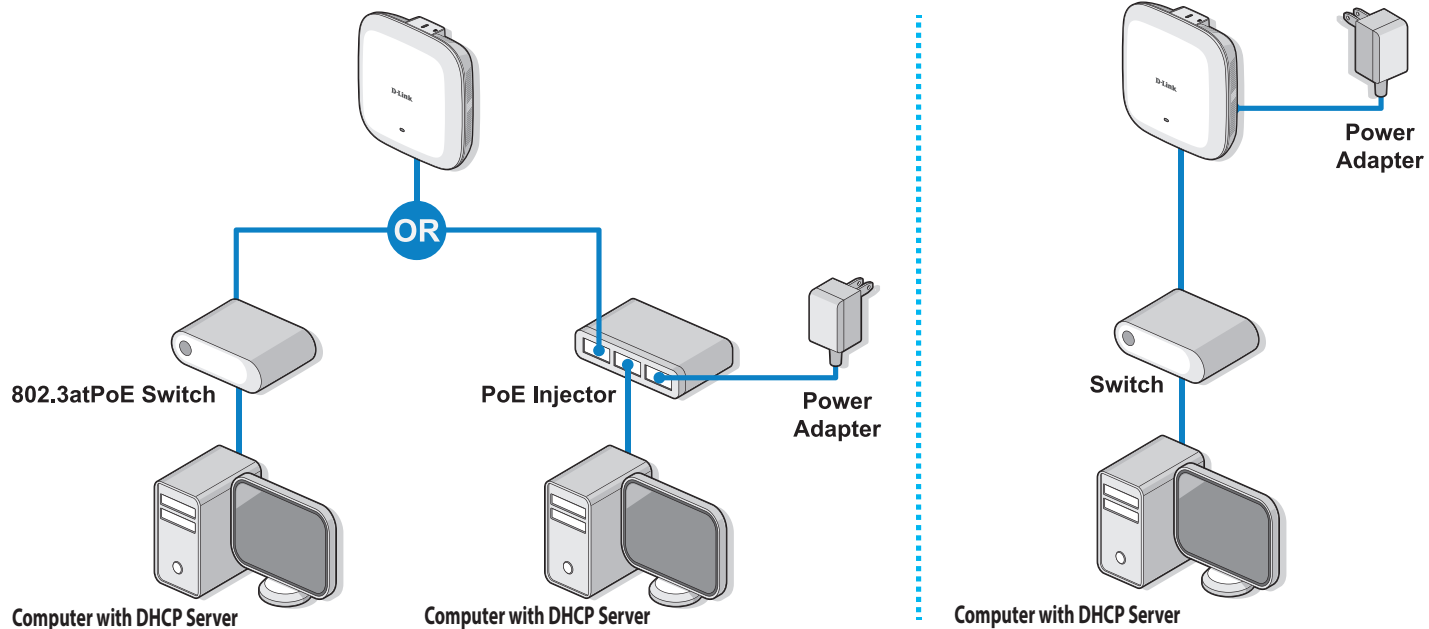 D-Link
OR
802.3atPoE Switch
PoE Injector
Power
Adapter
Computer with DHCP Server
Computer with DHCP Server
D-Link
Power
Adapter
Switch
Computer with DHCP Server